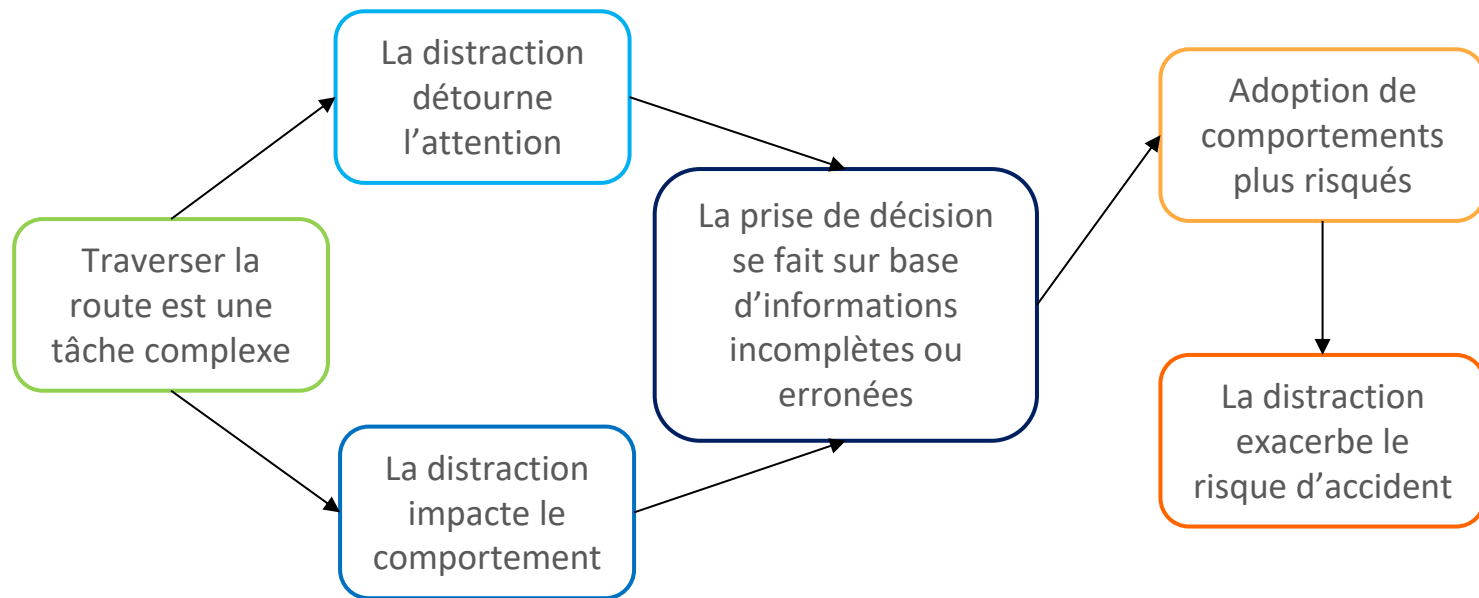 Traverser la
route est une
tâche complexe
La distraction
détourne
l’attention
La distraction
impacte le
comportement
La prise de décision
se fait sur base
d’informations
incomplètes ou
erronées
Adoption de
comportements
plus risqués
La distraction
exacerbe le
risque d’accident